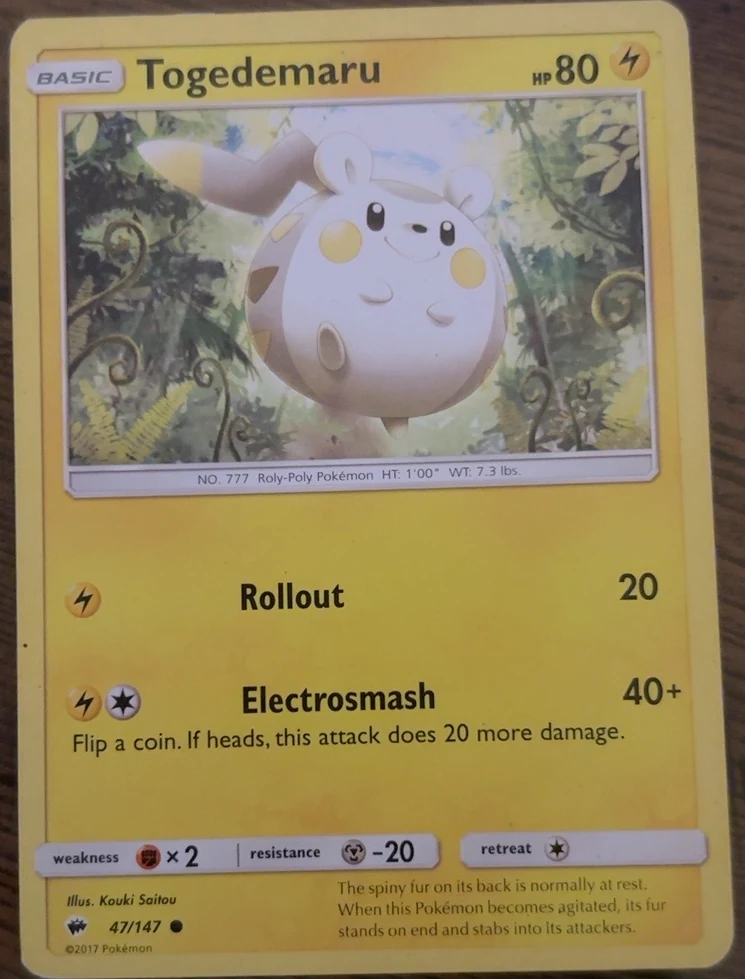 BASIC Togedemaru HP 80
NO. 777 Roly-Poly Pokémon HT: 1'00" WT: 7.3 lbs.
Rollout 20
Electrosmash 40+
Flip a coin. If heads, this attack does 20 more damage.
weakness ×2 resistance -20 retreat
Illus. Kouki Saitou
47/147
©2017 Pokémon
The spiny fur on its back is normally at rest.
When this Pokémon becomes agitated, its fur
stands on end and stabs into its attackers.